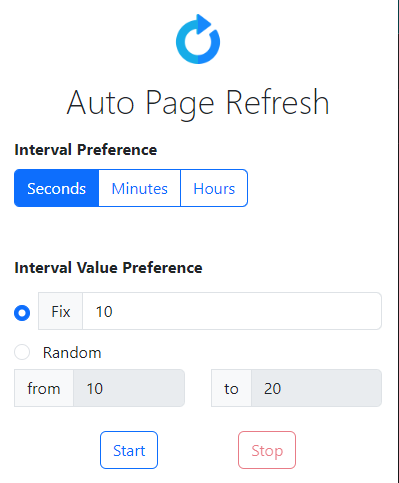 Auto Page Refresh
Interval Preference
Seconds Minutes Hours
Interval Value Preference
Fix 10
Random
from 10 to 20
Start Stop